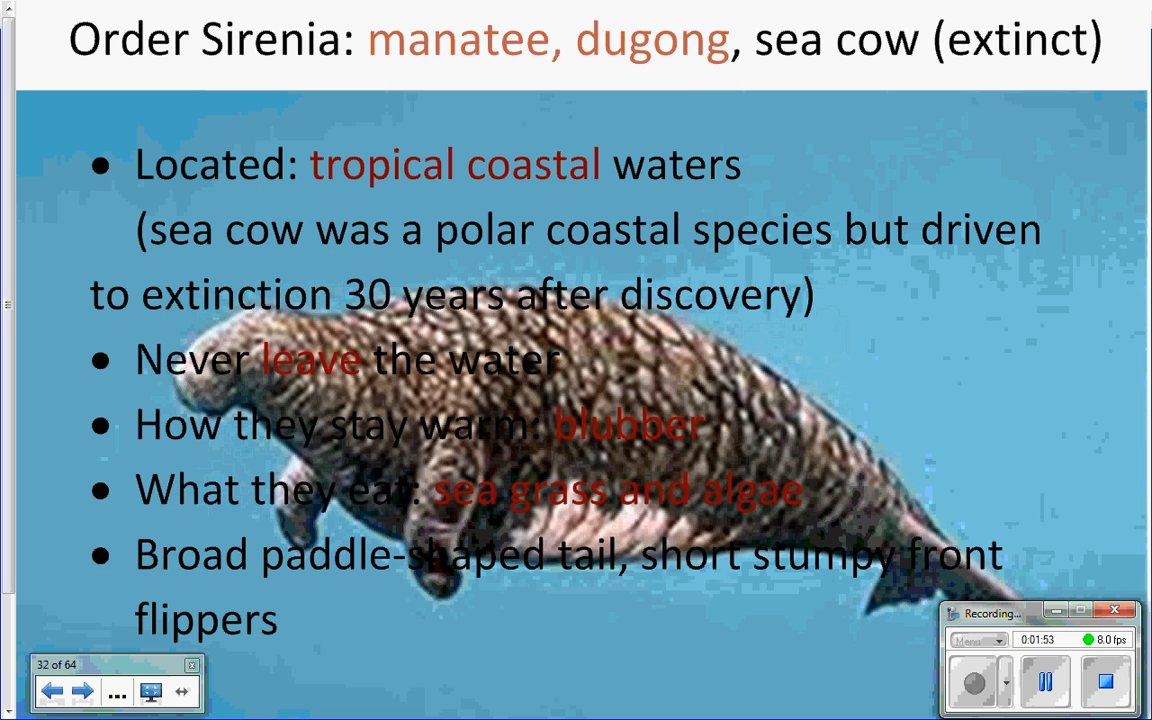 Order Sirenia: manatee, dugong, sea cow (extinct)
• Located: tropical coastal waters
(sea cow was a polar coastal species but driven
to extinction 30 years after discovery)
• Never leave the water
• How they stay warm: blubber
• What they eat: sea grass and algae
• Broad paddle-shaped tail, short stumpy front
flippers
Recording...
Menu
0:01:53
8.0 fps
32 of 64
...